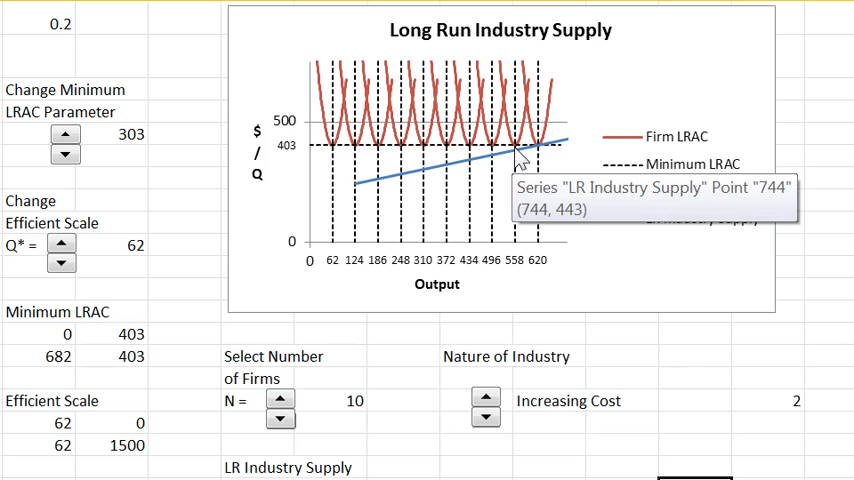 0.2
Long Run Industry Supply
Change Minimum
LRAC Parameter
303
500
403
0
$
/
Q
Firm LRAC
Minimum LRAC
Series "LR Industry Supply" Point "744"
(744, 443)
Change
Efficient Scale
Q* =
62
0 62 124 186 248 310 372 434 496 558 620
Output
Minimum LRAC
0 403
682 403
Select Number
of Firms
N =
10
Nature of Industry
Increasing Cost
2
Efficient Scale
62 0
62 1500
LR Industry Supply